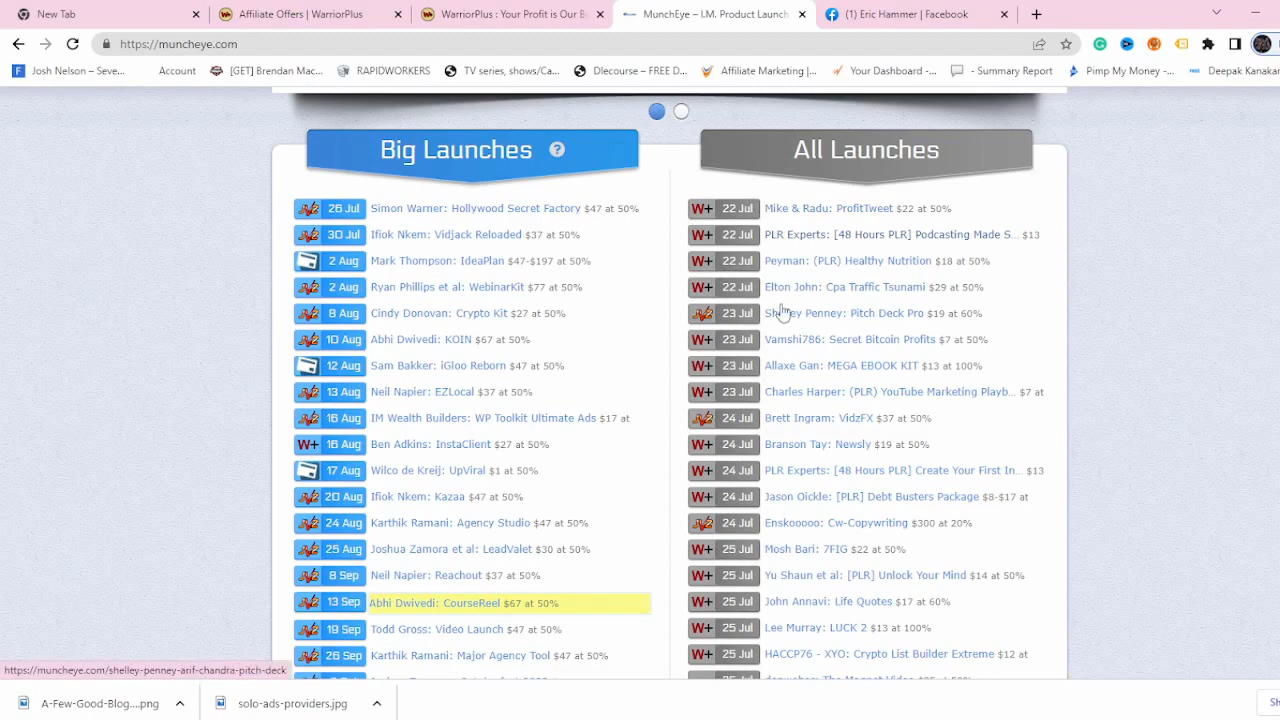 New Tab
Affiliate Offers | WarriorPlus
WarriorPlus : Your Profit is Our B
MunchEye – I.M. Product Launch
(1) Eric Hammer | Facebook
https://muncheye.com
Josh Nelson – Seve...
Account
[GET] Brendan Mac...
RAPIDWORKERS
TV series, shows/Ca...
Dlecourse – FREE D...
Affiliate Marketing |...
Your Dashboard -...
- Summary Report
Pimp My Money -...
Deepak Kanakar
Big Launches ?
26 Jul Simon Warner: Hollywood Secret Factory $47 at 50%
30 Jul Ifiok Nkem: Vidjack Reloaded $37 at 50%
2 Aug Mark Thompson: IdeaPlan $47-$197 at 50%
2 Aug Ryan Phillips et al: WebinarKit $77 at 50%
8 Aug Cindy Donovan: Crypto Kit $27 at 50%
10 Aug Abhi Dwivedi: KOIN $67 at 50%
12 Aug Sam Bakker: iGloo Reborn $47 at 50%
13 Aug Neil Napier: EZLocal $37 at 50%
16 Aug IM Wealth Builders: WP Toolkit Ultimate Ads $17 at
W+ 16 Aug Ben Adkins: InstaClient $27 at 50%
17 Aug Wilco de Kreij: UpViral $1 at 50%
20 Aug Ifiok Nkem: Kazaa $47 at 50%
24 Aug Karthik Ramani: Agency Studio $47 at 50%
25 Aug Joshua Zamora et al: LeadValet $30 at 50%
8 Sep Neil Napier: Reachout $37 at 50%
13 Sep Abhi Dwivedi: CourseReel $67 at 50%
19 Sep Todd Gross: Video Launch $47 at 50%
26 Sep Karthik Ramani: Major Agency Tool $47 at 50%
All Launches
W+ 22 Jul Mike & Radu: ProfitTweet $22 at 50%
W+ 22 Jul PLR Experts: [48 Hours PLR] Podcasting Made S... $13
W+ 22 Jul Peyman: (PLR) Healthy Nutrition $18 at 50%
W+ 22 Jul Elton John: Cpa Traffic Tsunami $29 at 50%
23 Jul Shelley Penney: Pitch Deck Pro $19 at 60%
W+ 23 Jul Vamshi786: Secret Bitcoin Profits $7 at 50%
W+ 23 Jul Allaxe Gan: MEGA EBOOK KIT $13 at 100%
W+ 23 Jul Charles Harper: (PLR) YouTube Marketing Playb... $7 at
24 Jul Brett Ingram: VidzFX $37 at 50%
W+ 24 Jul Branson Tay: Newsly $19 at 50%
W+ 24 Jul PLR Experts: [48 Hours PLR] Create Your First In... $13
W+ 24 Jul Jason Oickle: [PLR] Debt Busters Package $8-$17 at
24 Jul Enskooooo: Cw-Copywriting $300 at 20%
W+ 25 Jul Mosh Bari: 7FIG $22 at 50%
W+ 25 Jul Yu Shaun et al: [PLR] Unlock Your Mind $14 at 50%
W+ 25 Jul John Annavi: Life Quotes $17 at 60%
W+ 25 Jul Lee Murray: LUCK 2 $13 at 100%
W+ 25 Jul HACCP76 - XYO: Crypto List Builder Extreme $12 at
https://muncheye.com/shelley-penney-arif-chandra-pitch-deck
A-Few-Good-Blog....png
solo-ads-providers.jpg
Sh